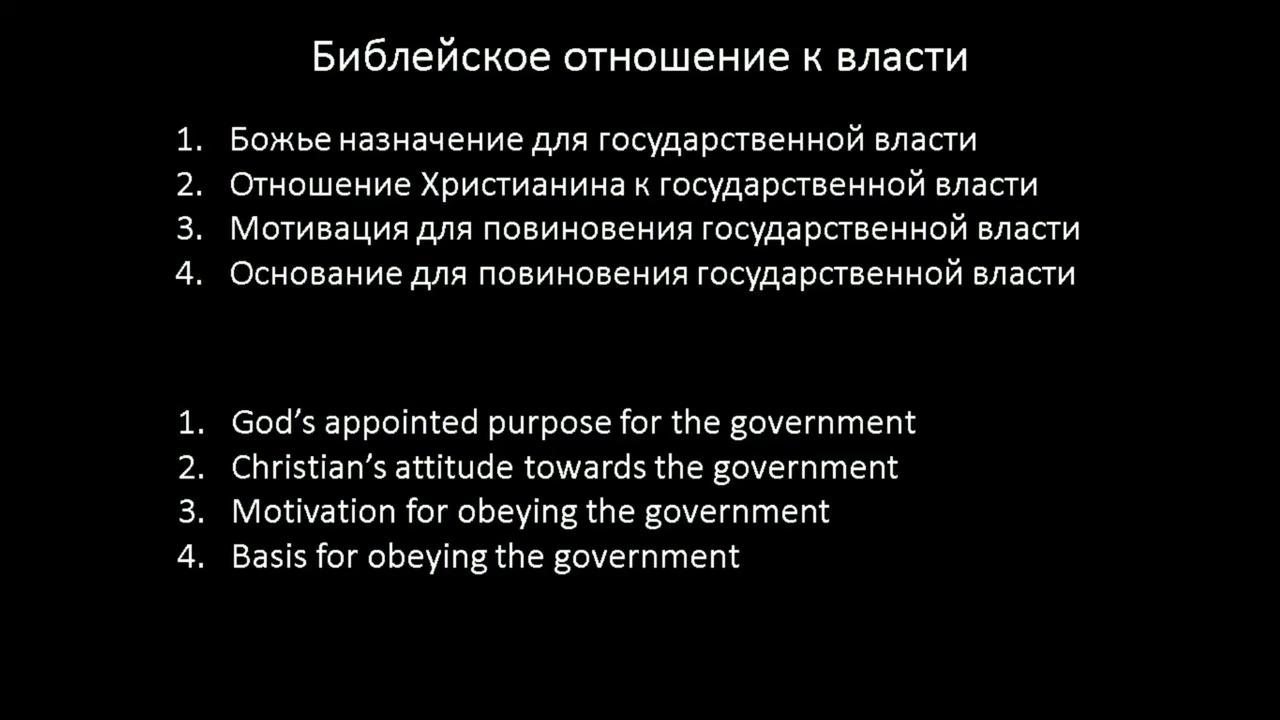 Библейское отношение к власти
1. Божье назначение для государственной власти
2. Отношение Христианина к государственной власти
3. Мотивация для повиновения государственной власти
4. Основание для повиновения государственной власти
1. God’s appointed purpose for the government
2. Christian’s attitude towards the government
3. Motivation for obeying the government
4. Basis for obeying the government